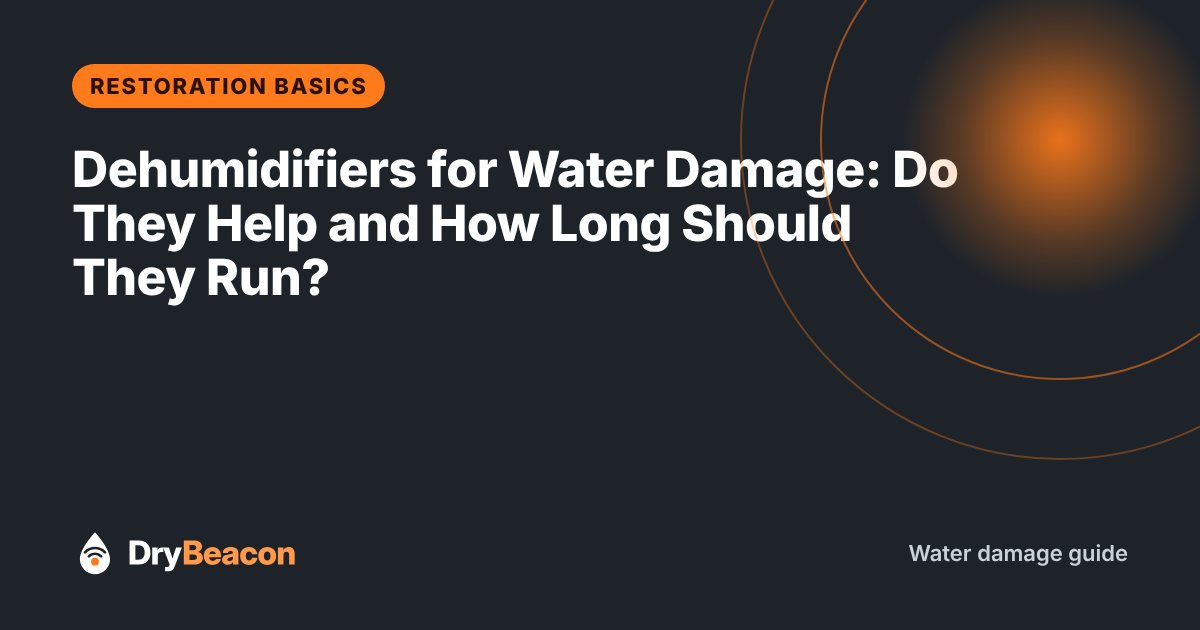 RESTORATION BASICS
Dehumidifiers for Water Damage: Do
They Help and How Long Should
They Run?
DryBeacon
Water damage guide